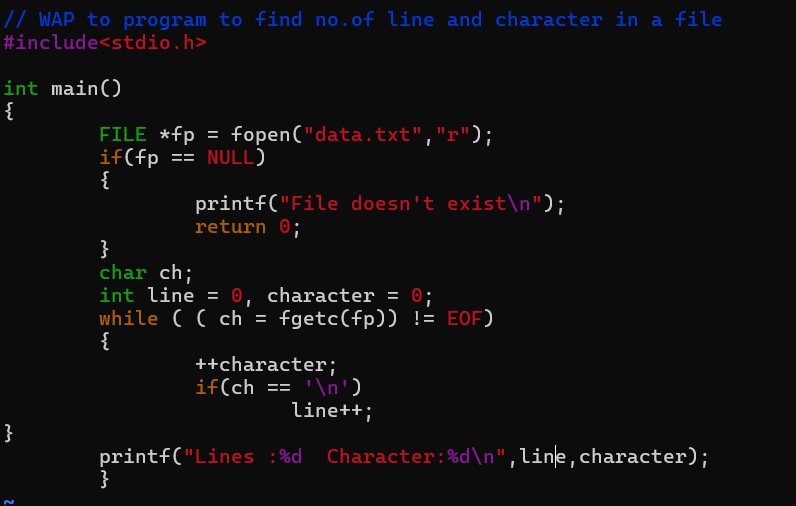 // WAP to program to find no.of line and character in a file
#include<stdio.h>

int main()
{
        FILE *fp = fopen("data.txt","r");
        if(fp == NULL)
        {
                printf("File doesn't exist\n");
                return 0;
        }
        char ch;
        int line = 0, character = 0;
        while ( ( ch = fgetc(fp)) != EOF)
        {
                ++character;
                if(ch == '\n')
                        line++;
}
        printf("Lines :%d  Character:%d\n",line,character);
        }
~